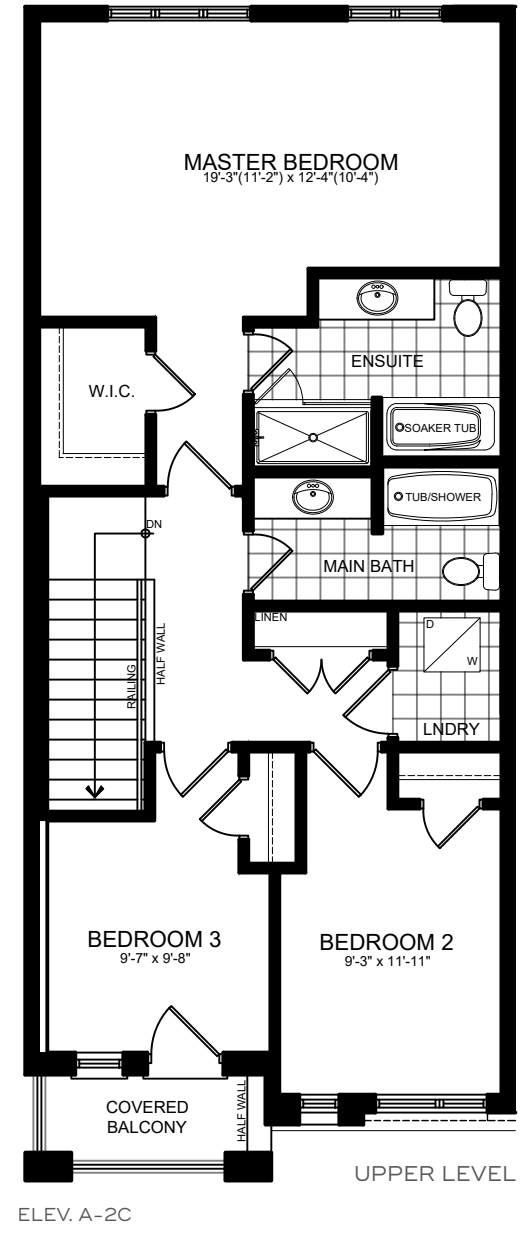 MASTER BEDROOM
19'-3"(11'-2") x 12'-4"(10'-4")
ENSUITE
W.I.C.
SOAKER TUB
TUB/SHOWER
DN
MAIN BATH
LINEN
D
W
HALF WALL
RAILING
LNDRY
BEDROOM 3
9'-7" x 9'-8"
BEDROOM 2
9'-3" x 11'-11"
COVERED
BALCONY
HALF WALL
UPPER LEVEL
ELEV. A-2C